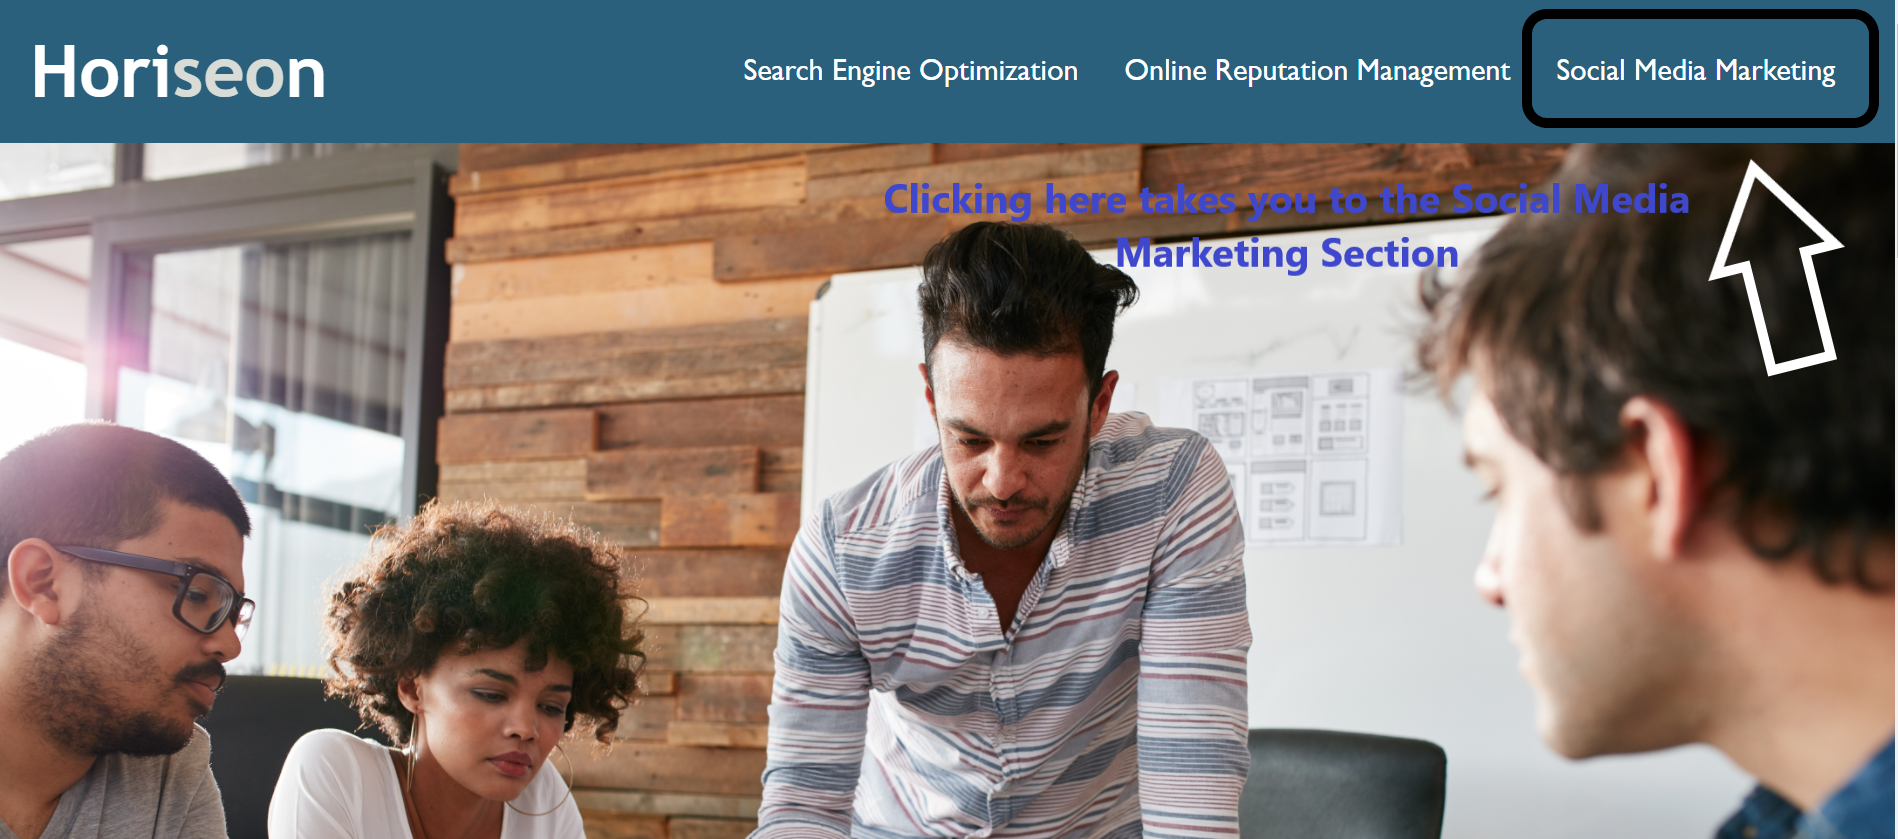 Horiseon
Search Engine Optimization
Online Reputation Management
Social Media Marketing
Clicking here takes you to the Social Media
Marketing Section